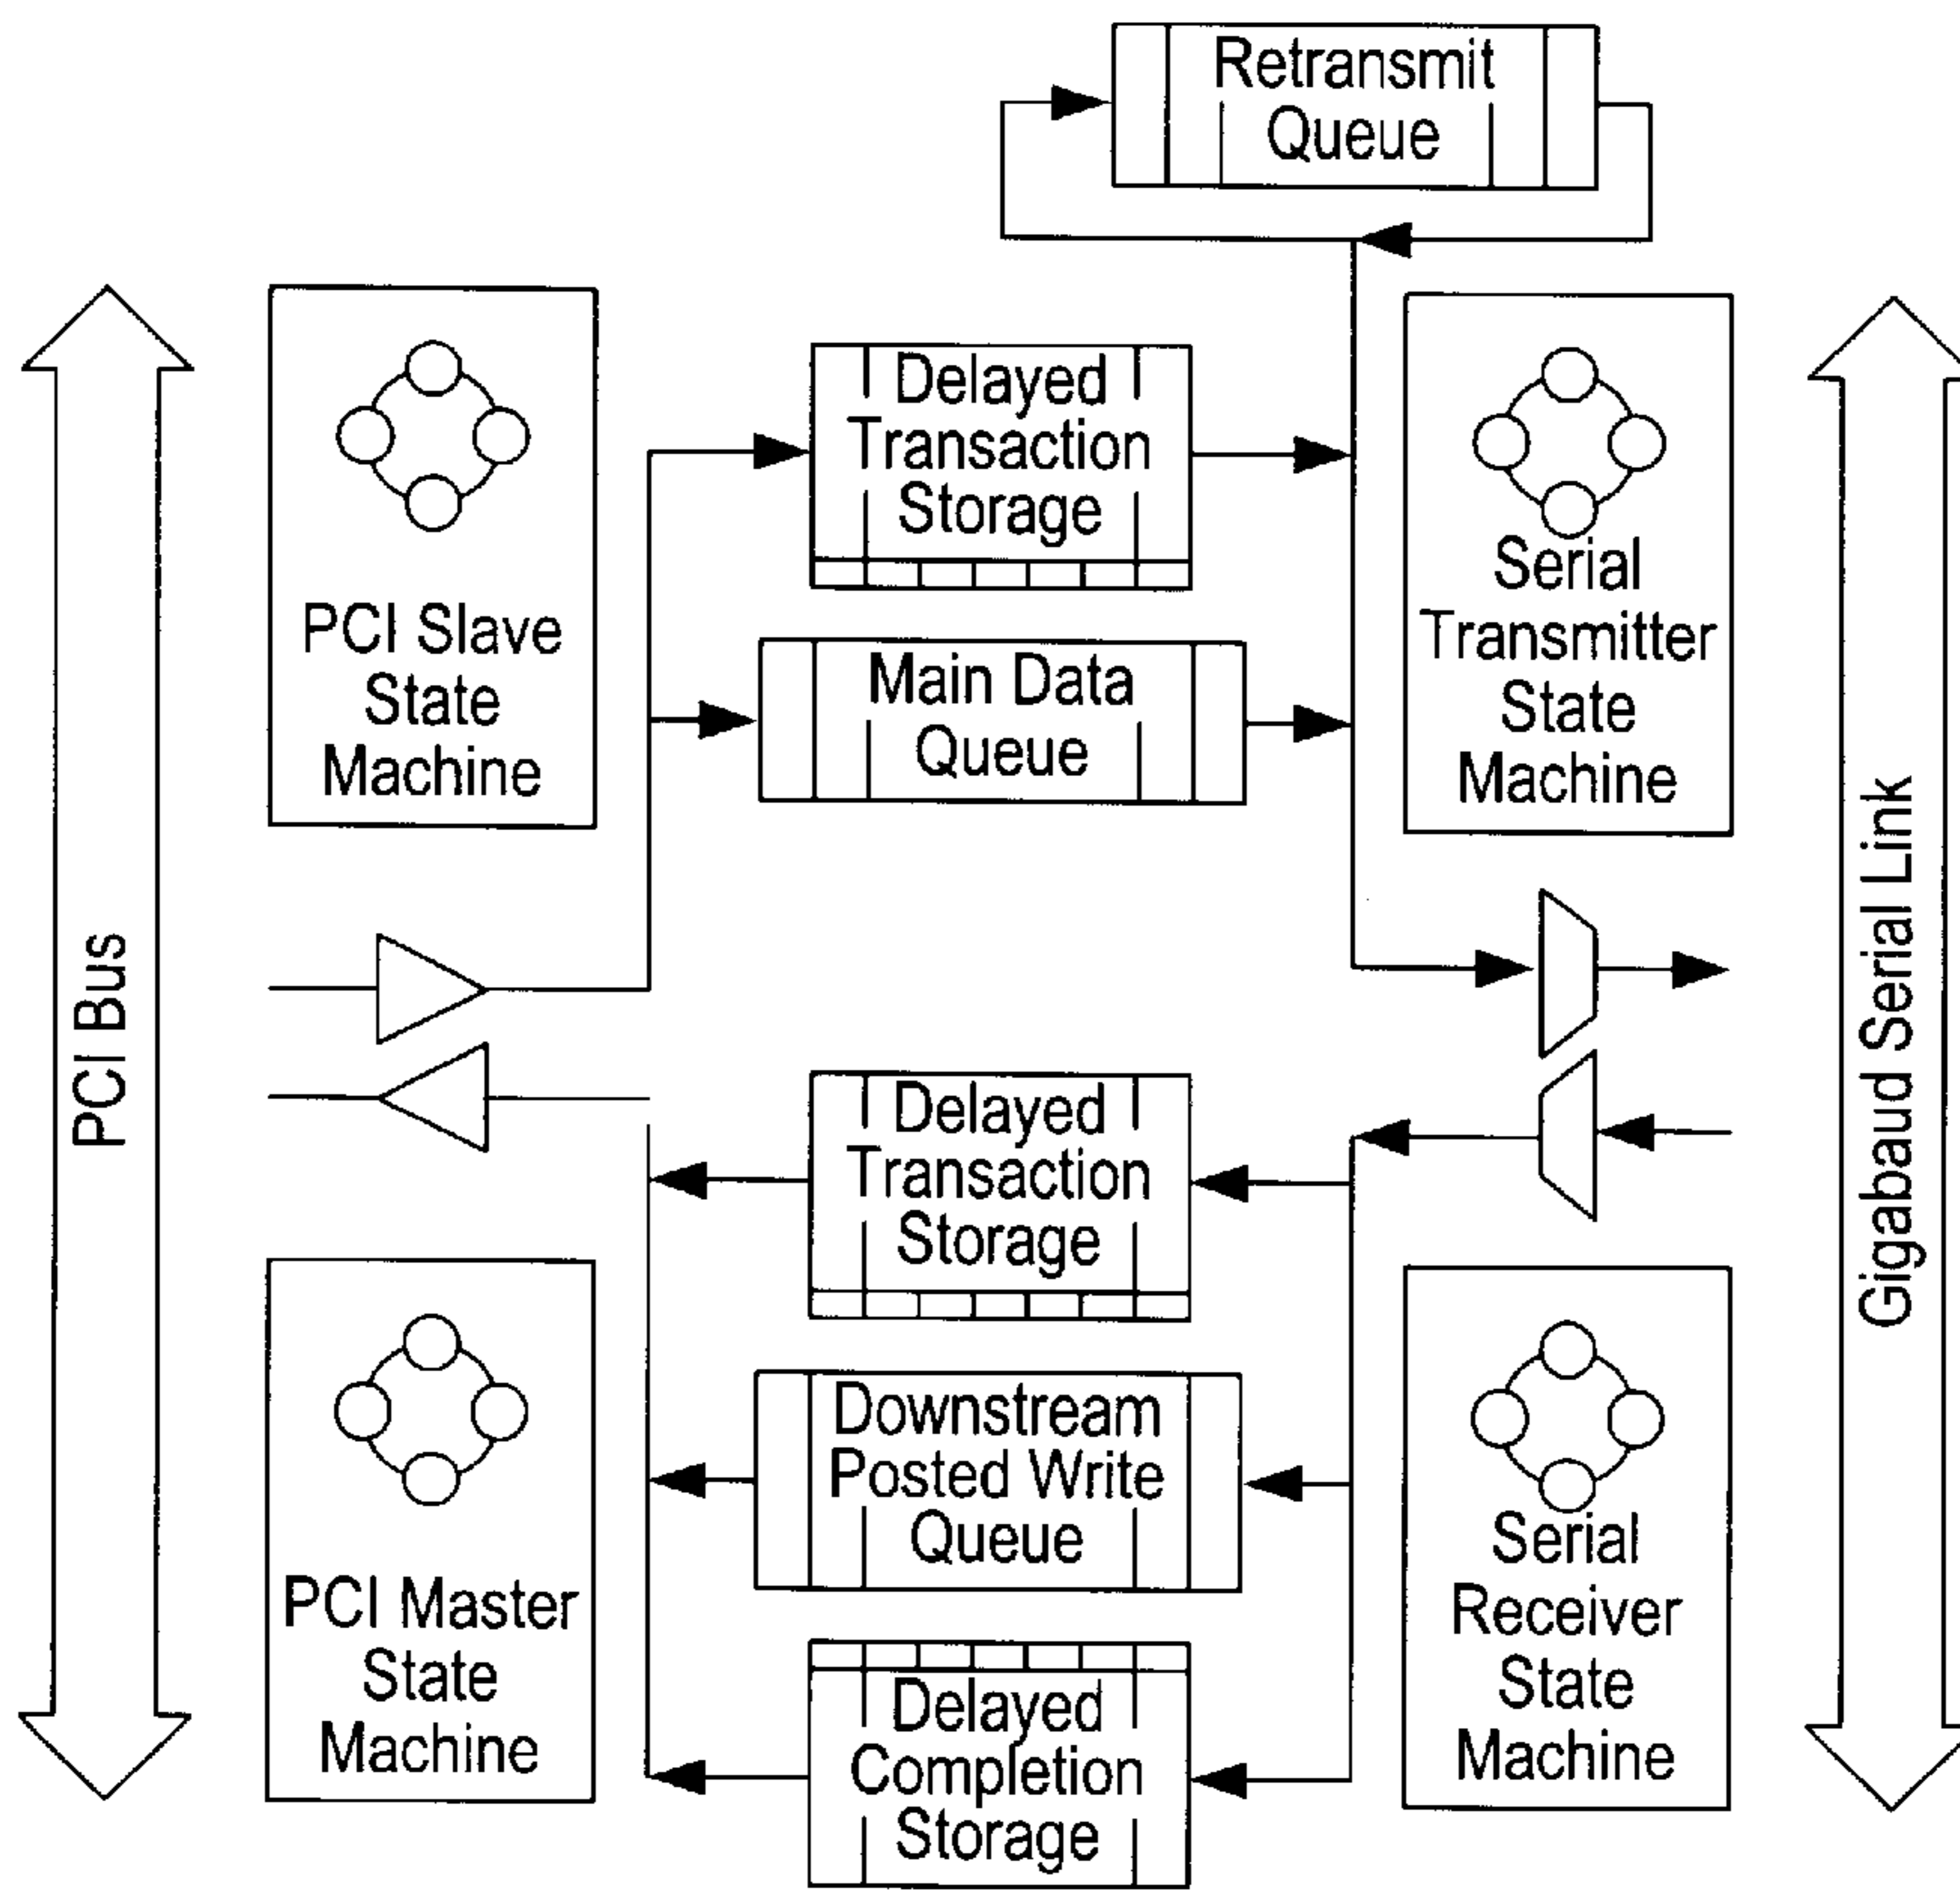 Retransmit
Queue
Delayed
Transaction
Storage
PCI Slave
State
Machine
Main Data
Queue
Serial
Transmitter
State
Machine
PCI Bus
Gigabaud Serial Link
Delayed
Transaction
Storage
PCI Master
State
Machine
Downstream
Posted Write
Queue
Serial
Receiver
State
Machine
Delayed
Completion
Storage